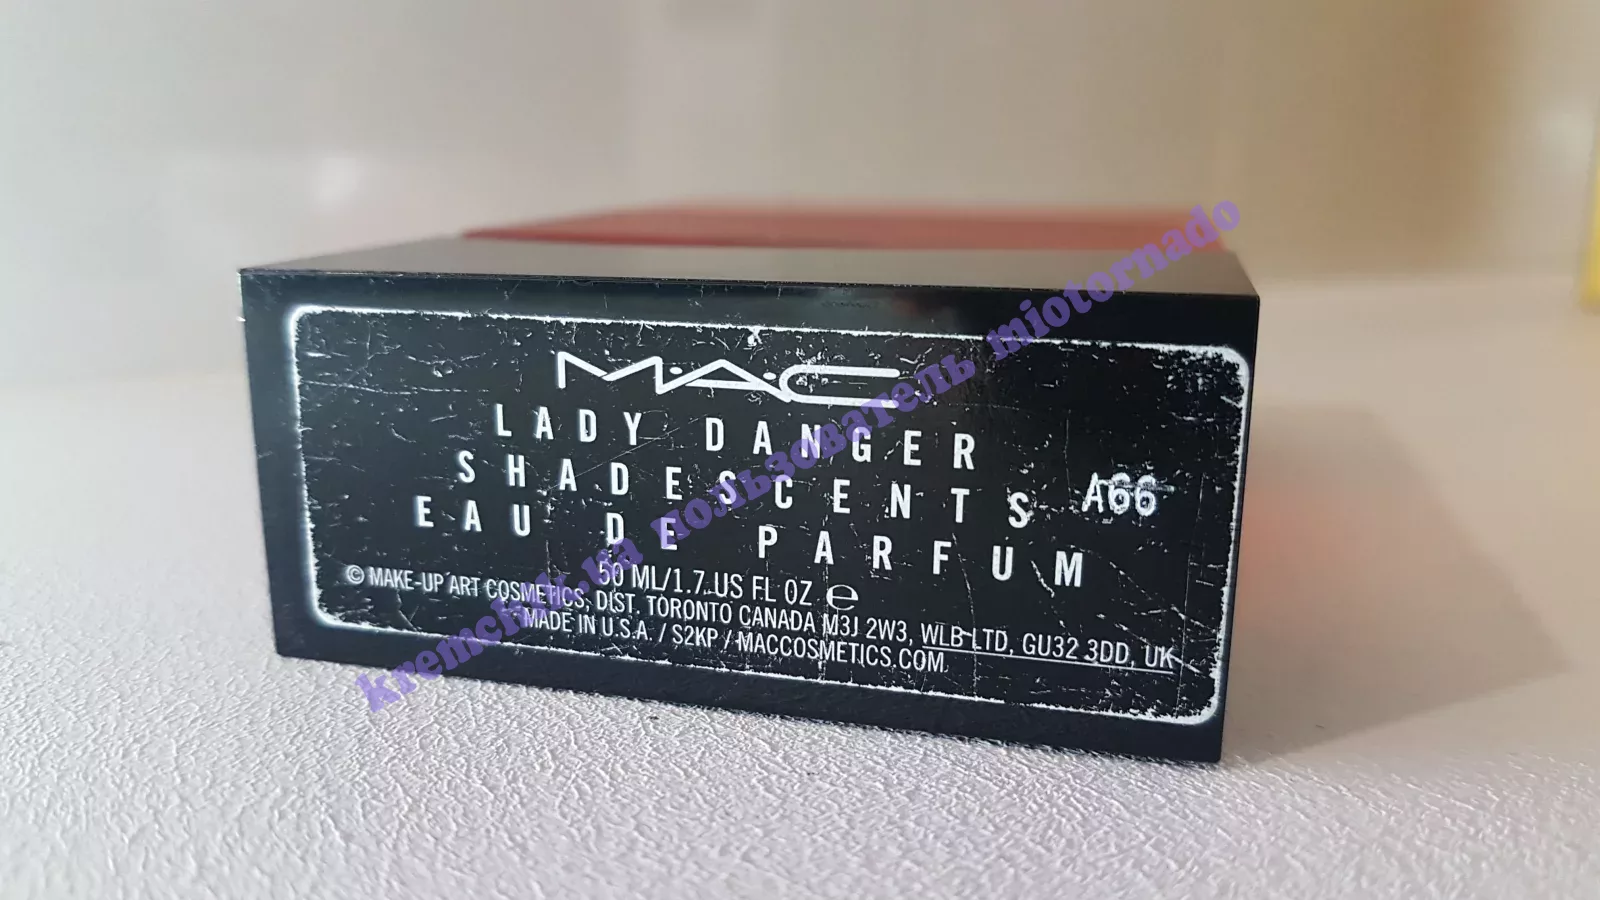 M·A·C
LADY DANGER
SHADESCENTS
EAU DE PARFUM
A66
50 ML/1.7 US FL OZ ℮
© MAKE-UP ART COSMETICS, DIST. TORONTO CANADA M3J 2W3, WLB LTD, GU32 3DD, UK
MADE IN U.S.A. / S2KP / MACCOSMETICS.COM
kremchyk.ua пользователь miotornado